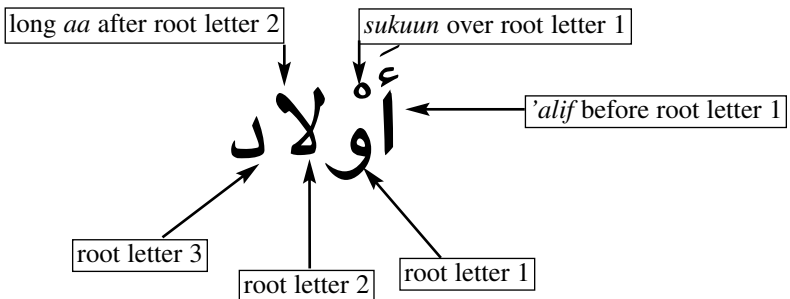 long aa after root letter 2
sukuun over root letter 1
أَوْلاد
’alif before root letter 1
root letter 3
root letter 2
root letter 1